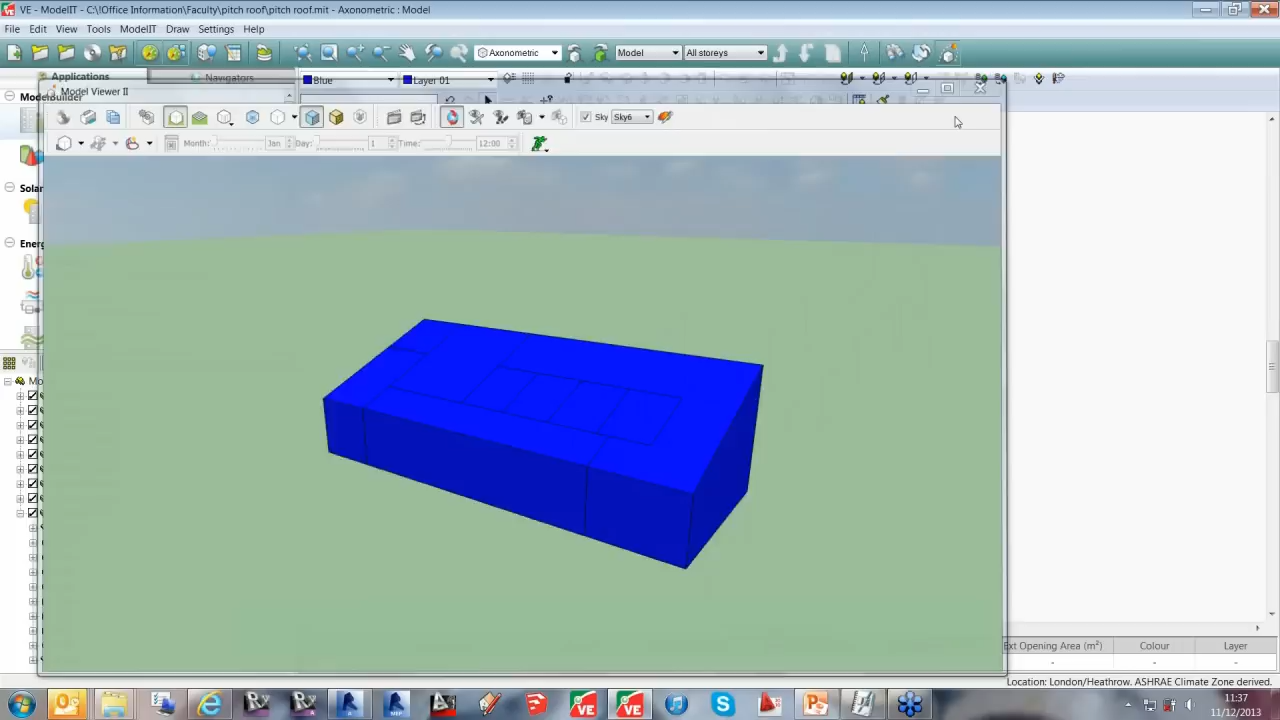 VE - ModelIT - C:\!Office Information\Faculty\pitch roof\pitch roof.mit - Axonometric : Model
File Edit View Tools ModelIT Draw Settings Help
Axonometric Model All storeys
Applications Navigators Blue Layer 01
ModelBuilder
Model Viewer II
Sky Sky6
Month: Jan Day: 1 Time: 12:00
Solar
Energ
Mo
Ext Opening Area (m²) Colour Layer
- - -
Location: London/Heathrow. ASHRAE Climate Zone derived.
11:37
11/12/2013